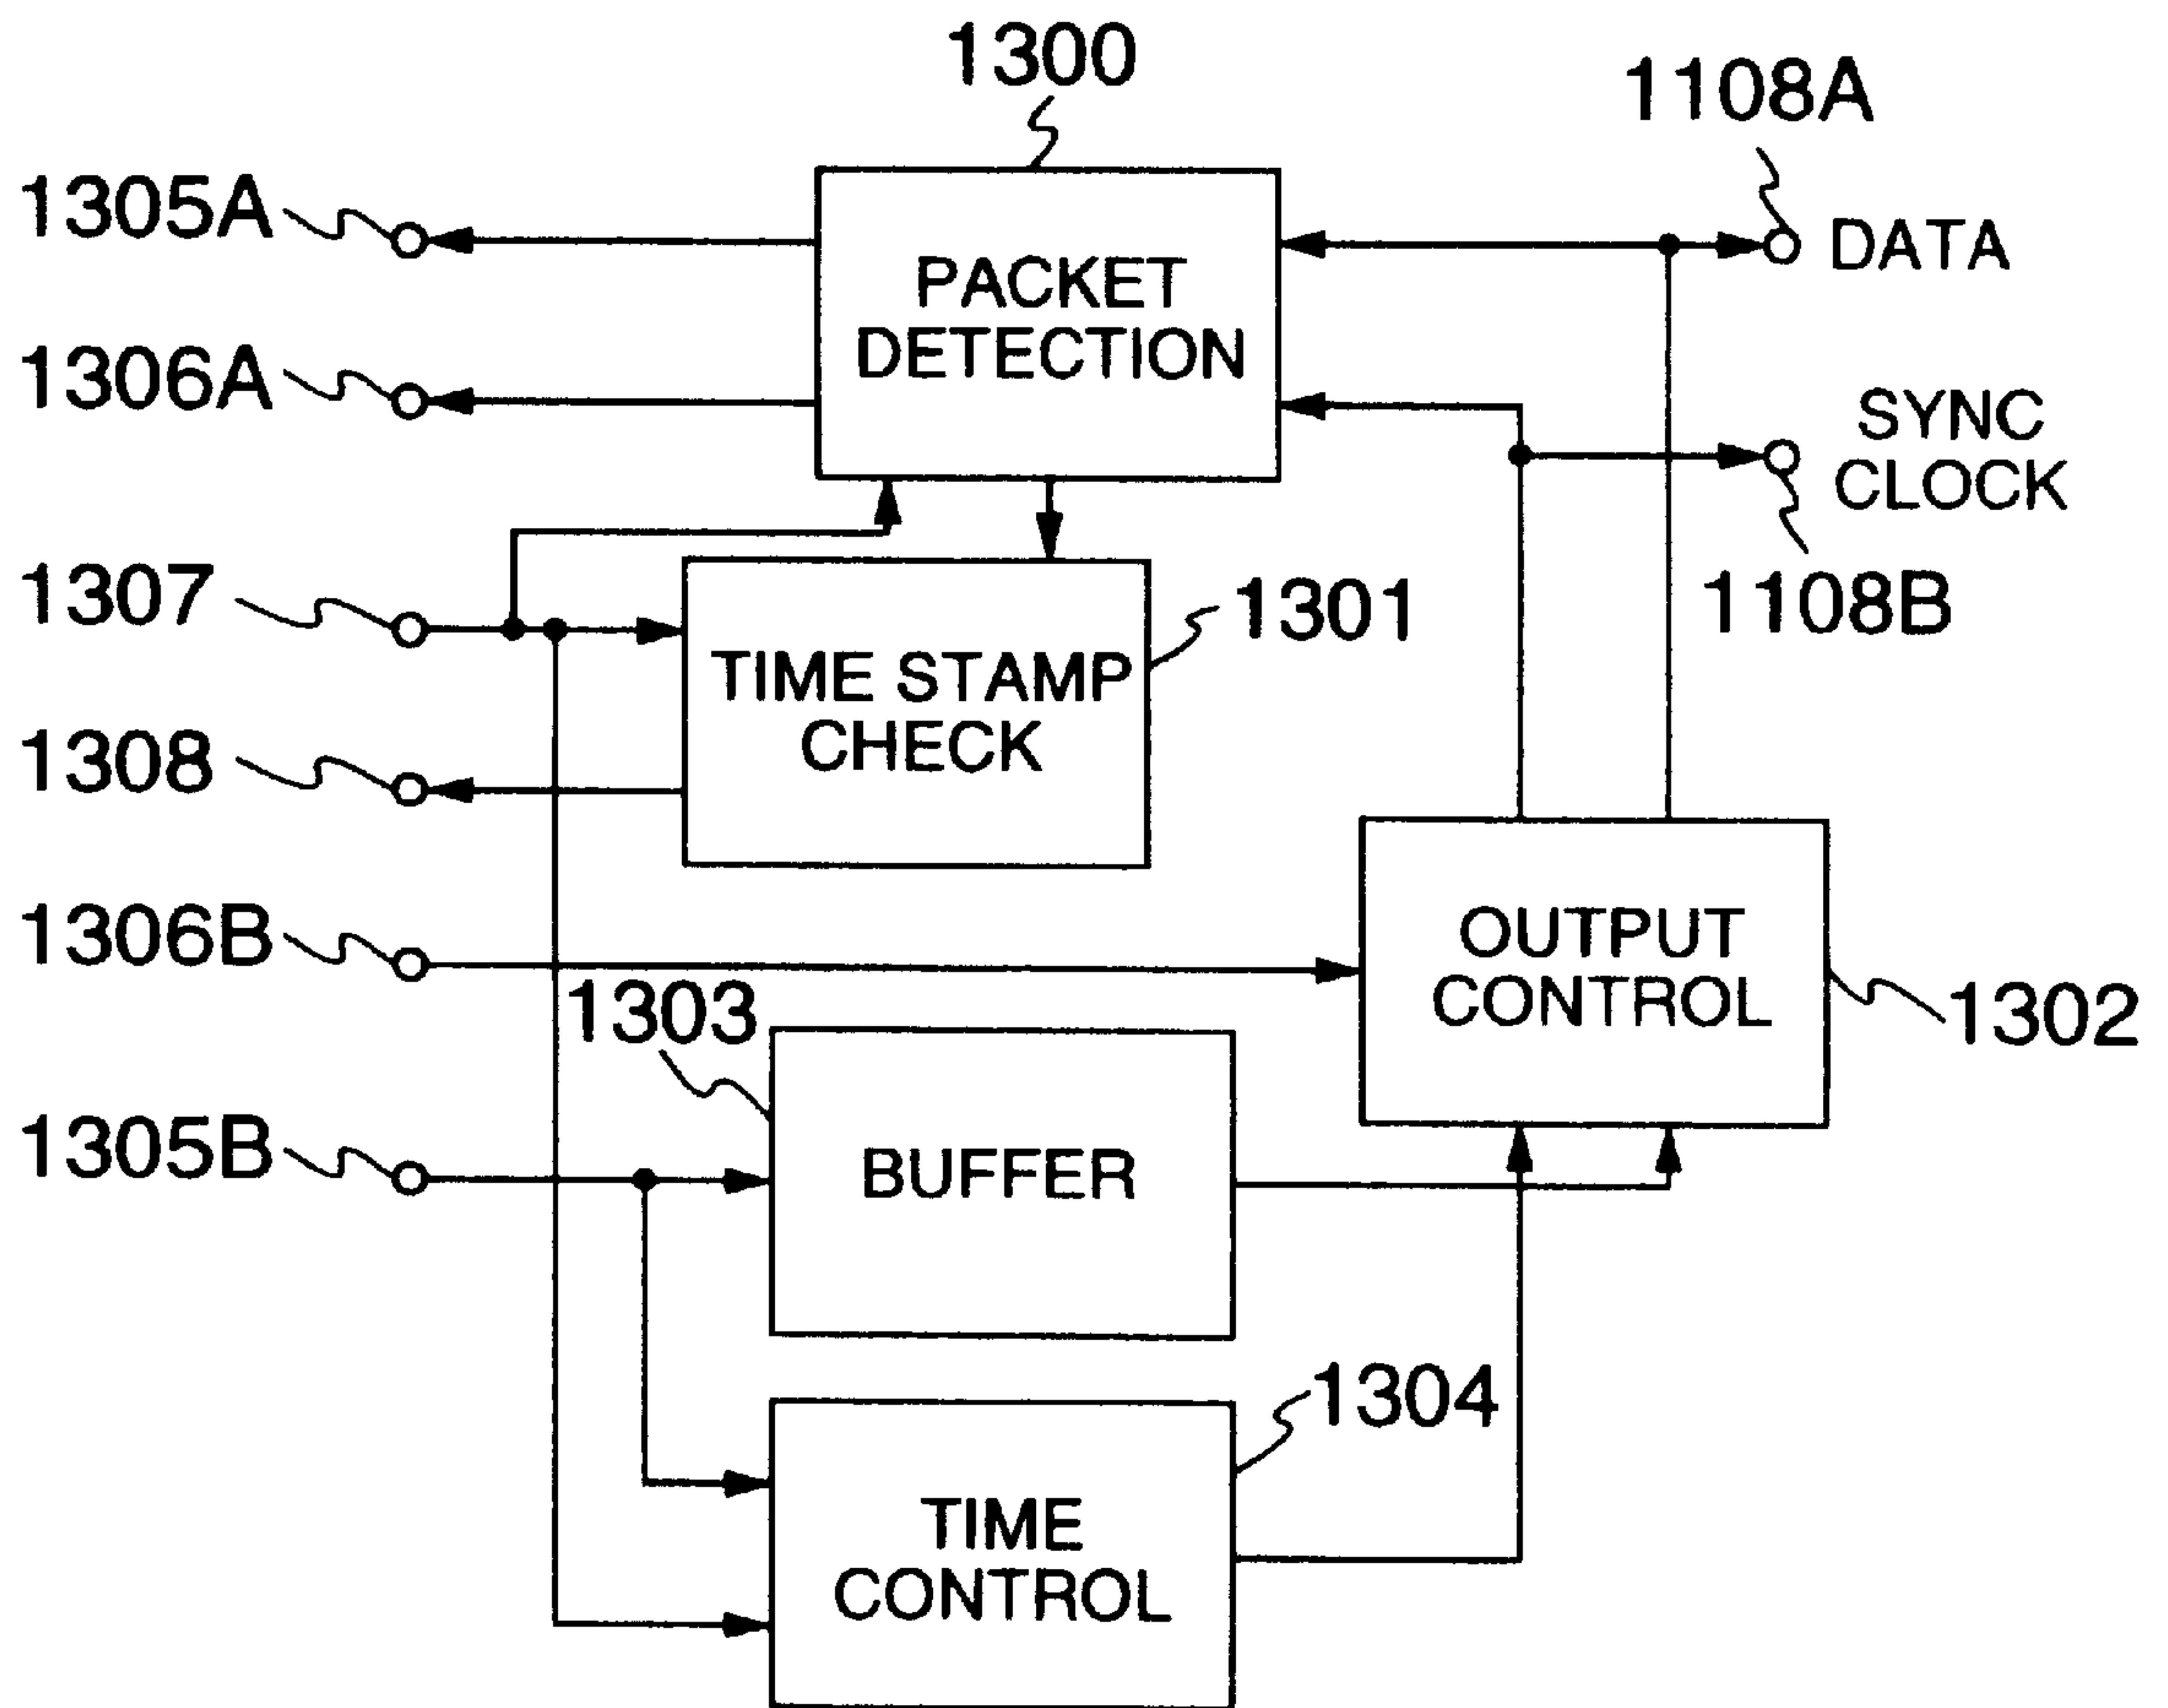 1300
1108A
1305A
DATA
PACKET
DETECTION
1306A
SYNC
CLOCK
1307
1301
1108B
TIME STAMP
CHECK
1308
1306B
OUTPUT
CONTROL
1303
1302
1305B
BUFFER
1304
TIME
CONTROL